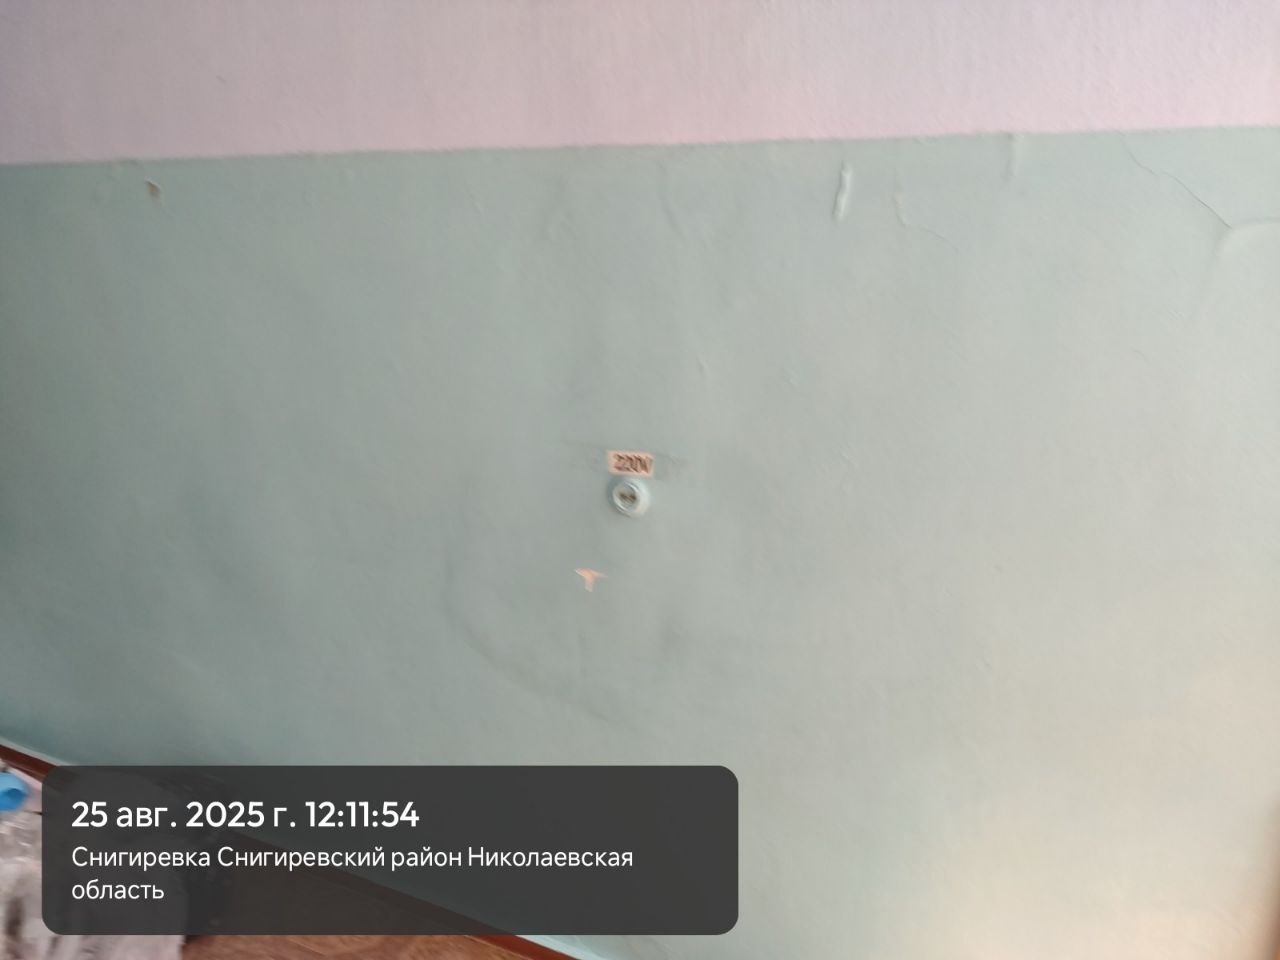 220V
25 авг. 2025 г. 12:11:54
Снигиревка Снигиревский район Николаевская
область